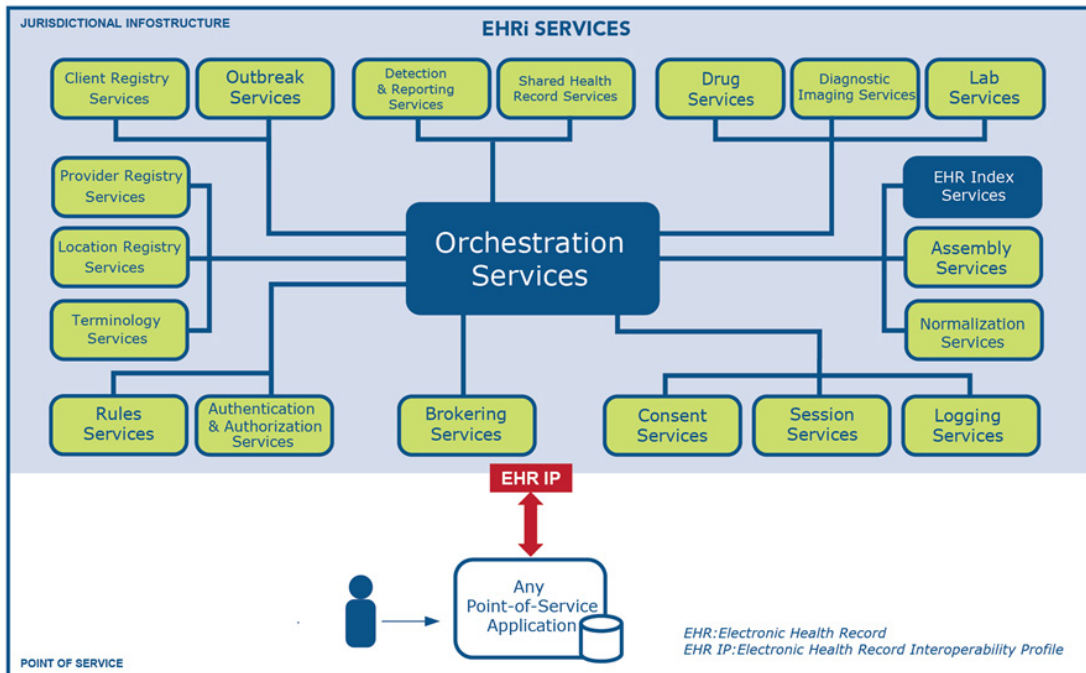 JURISDICTIONAL INFOSTRUCTURE
EHRi SERVICES
Client Registry
Services
Outbreak
Services
Detection
& Reporting
Services
Shared Health
Record Services
Drug
Services
Diagnostic
Imaging Services
Lab
Services
Provider Registry
Services
EHR Index
Services
Orchestration
Services
Location Registry
Services
Assembly
Services
Terminology
Services
Normalization
Services
Rules
Services
Authentication
& Authorization
Services
Brokering
Services
Consent
Services
Session
Services
Logging
Services
EHR IP
Any
Point-of-Service
Application
EHR:Electronic Health Record
EHR IP:Electronic Health Record Interoperability Profile
POINT OF SERVICE